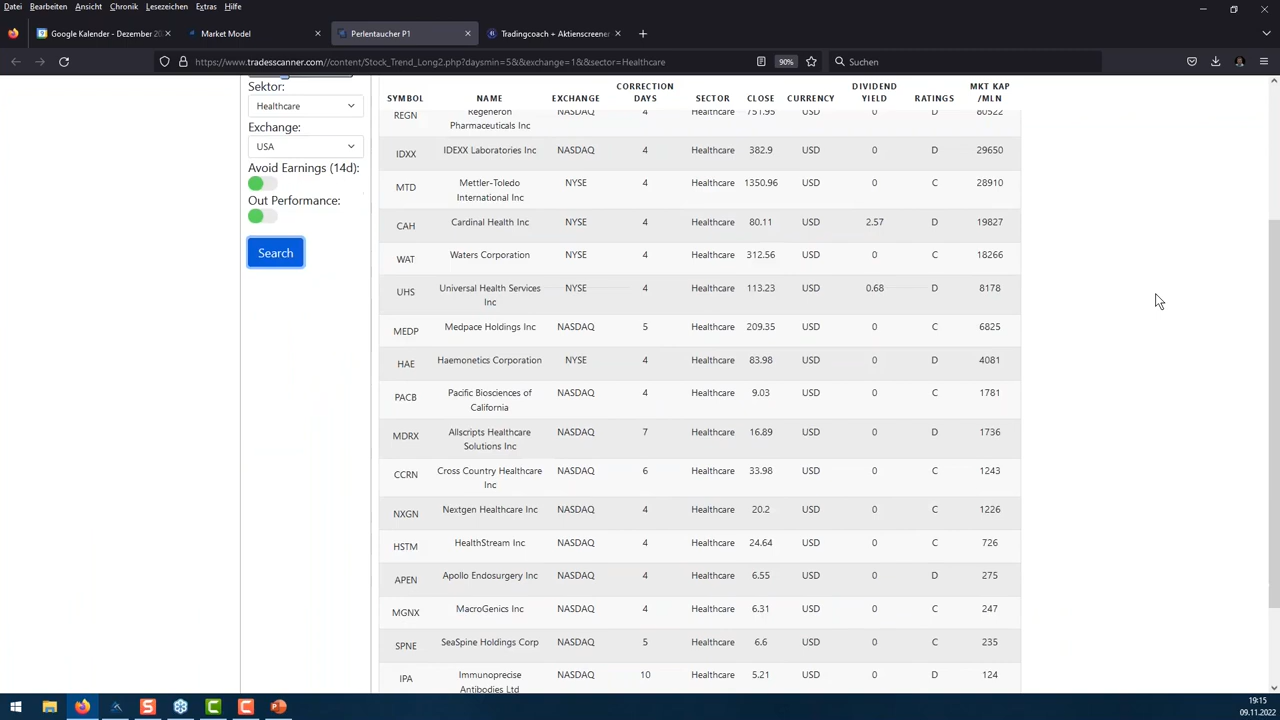 Datei Bearbeiten Ansicht Chronik Lesezeichen Extras Hilfe
Google Kalender - Dezember 20
Market Model
Perlentaucher P1
Tradingcoach + Aktienscreener
https://www.tradesscanner.com//content/Stock_Trend_Long2.php?daysmin=5&&exchange=1&&sector=Healthcare
90%
Suchen
Sektor:
Healthcare
Exchange:
USA
Avoid Earnings (14d):
Out Performance:
Search
SYMBOL NAME EXCHANGE CORRECTION DAYS SECTOR CLOSE CURRENCY DIVIDEND YIELD RATINGS MKT KAP /MLN
REGN Regeneron Pharmaceuticals Inc NASDAQ 4 Healthcare 751.95 USD 0 D 80522
IDXX IDEXX Laboratories Inc NASDAQ 4 Healthcare 382.9 USD 0 D 29650
MTD Mettler-Toledo International Inc NYSE 4 Healthcare 1350.96 USD 0 C 28910
CAH Cardinal Health Inc NYSE 4 Healthcare 80.11 USD 2.57 D 19827
WAT Waters Corporation NYSE 4 Healthcare 312.56 USD 0 C 18266
UHS Universal Health Services Inc NYSE 4 Healthcare 113.23 USD 0.68 D 8178
MEDP Medpace Holdings Inc NASDAQ 5 Healthcare 209.35 USD 0 C 6825
HAE Haemonetics Corporation NYSE 4 Healthcare 83.98 USD 0 D 4081
PACB Pacific Biosciences of California NASDAQ 4 Healthcare 9.03 USD 0 C 1781
MDRX Allscripts Healthcare Solutions Inc NASDAQ 7 Healthcare 16.89 USD 0 D 1736
CCRN Cross Country Healthcare Inc NASDAQ 6 Healthcare 33.98 USD 0 C 1243
NXGN Nextgen Healthcare Inc NASDAQ 4 Healthcare 20.2 USD 0 C 1226
HSTM HealthStream Inc NASDAQ 4 Healthcare 24.64 USD 0 C 726
APEN Apollo Endosurgery Inc NASDAQ 4 Healthcare 6.55 USD 0 D 275
MGNX MacroGenics Inc NASDAQ 4 Healthcare 6.31 USD 0 C 247
SPNE SeaSpine Holdings Corp NASDAQ 5 Healthcare 6.6 USD 0 C 235
IPA Immunoprecise Antibodies Ltd NASDAQ 10 Healthcare 5.21 USD 0 D 124
19:15
09.11.2022